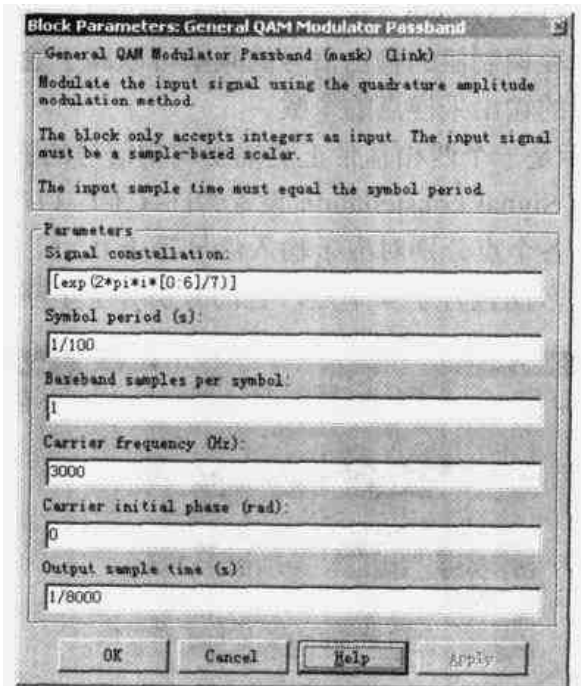 Block Parameters: General QAM Modulator Passband
General QAM Modulator Passband (mask) (link)
Modulate the input signal using the quadrature amplitude
modulation method.
The block only accepts integers as input. The input signal
must be a sample-based scalar.
The input sample time must equal the symbol period.
Parameters
Signal constellation:
[exp(2*pi*i*[0:6]/7)]
Symbol period (s):
1/100
Baseband samples per symbol:
1
Carrier frequency (Hz):
3000
Carrier initial phase (rad):
0
Output sample time (s):
1/8000
OK Cancel Help Apply